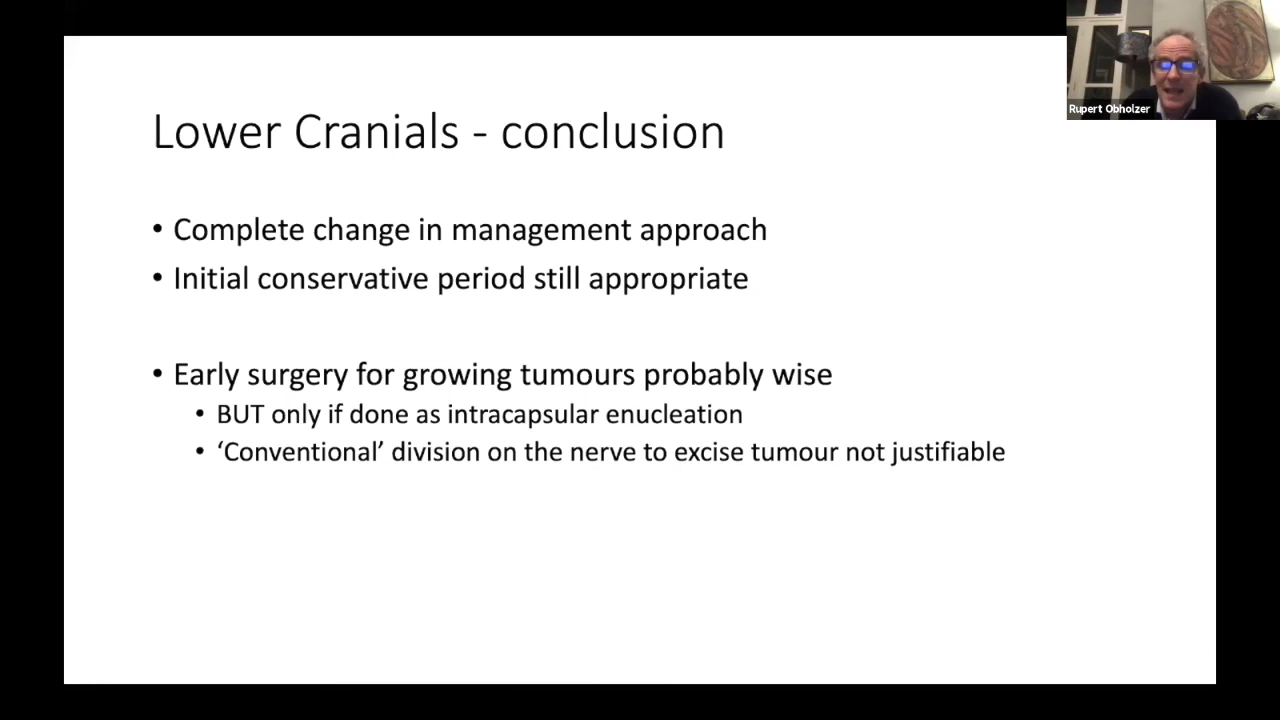 Rupert Obholzer
Lower Cranials - conclusion
• Complete change in management approach
• Initial conservative period still appropriate
• Early surgery for growing tumours probably wise
• BUT only if done as intracapsular enucleation
• ‘Conventional’ division on the nerve to excise tumour not justifiable